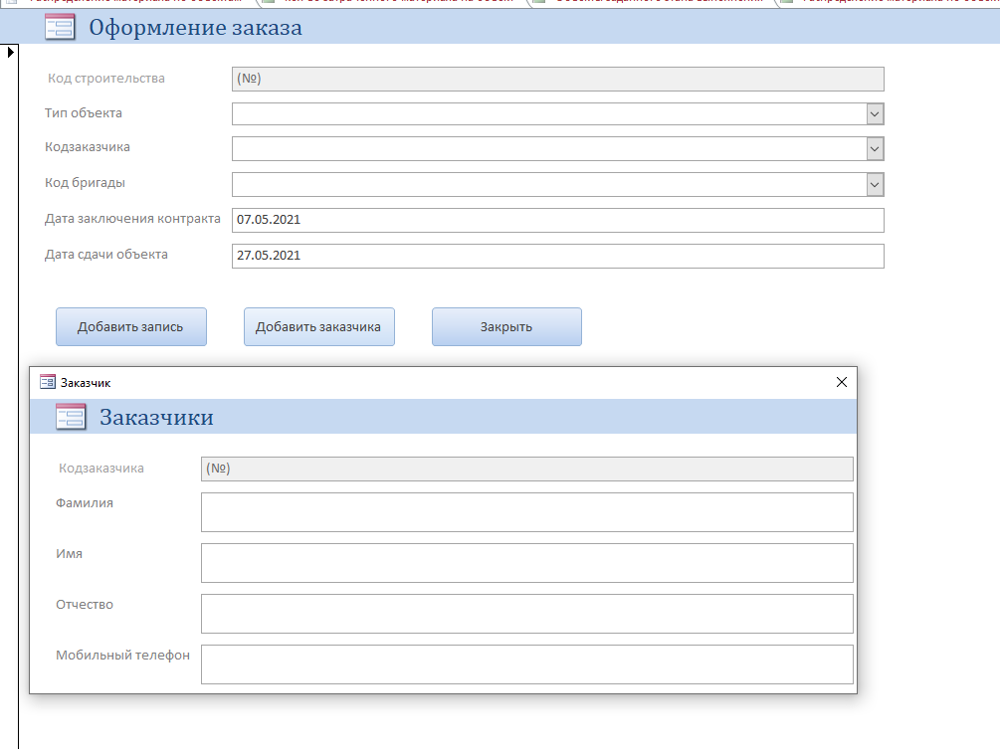 Оформление заказа
Код строительства
(№)
Тип объекта
Кодзаказчика
Код бригады
Дата заключения контракта
07.05.2021
Дата сдачи объекта
27.05.2021
Добавить запись
Добавить заказчика
Закрыть
Заказчик
Заказчики
Кодзаказчика
(№)
Фамилия
Имя
Отчество
Мобильный телефон